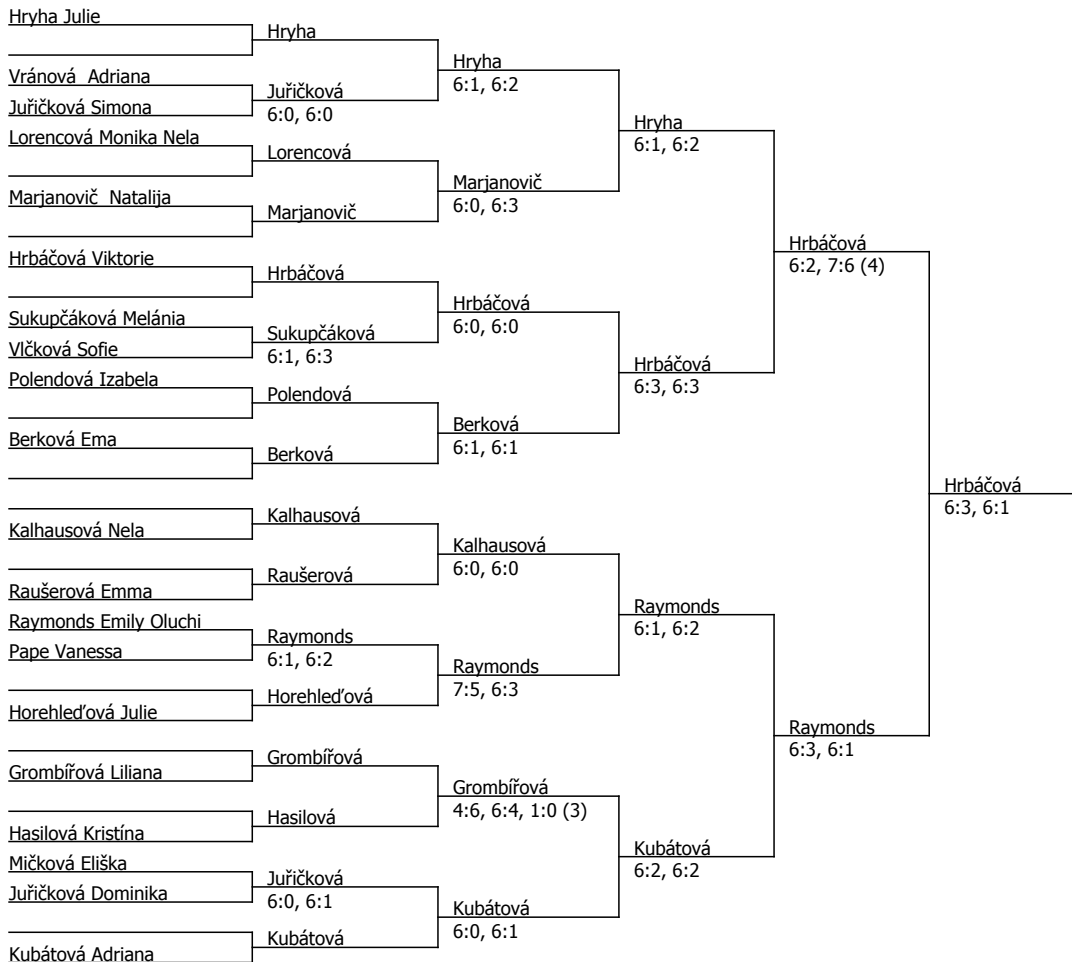 Hryha Julie
Hryha
Hryha
6:1, 6:2
Vránová  Adriana
Juřičková Simona
Juřičková
6:0, 6:0
Hryha
6:1, 6:2
Lorencová Monika Nela
Lorencová
Marjanovič
6:0, 6:3
Marjanovič  Natalija
Marjanovič
Hrbáčová
6:2, 7:6 (4)
Hrbáčová Viktorie
Hrbáčová
Hrbáčová
6:0, 6:0
Sukupčáková Melánia
Vlčková Sofie
Sukupčáková
6:1, 6:3
Hrbáčová
6:3, 6:3
Polendová Izabela
Polendová
Berková
6:1, 6:1
Berková Ema
Berková
Hrbáčová
6:3, 6:1
Kalhausová Nela
Kalhausová
Kalhausová
6:0, 6:0
Raušerová Emma
Raušerová
Raymonds
6:1, 6:2
Raymonds Emily Oluchi
Pape Vanessa
Raymonds
6:1, 6:2
Raymonds
7:5, 6:3
Horehleďová Julie
Horehleďová
Raymonds
6:3, 6:1
Grombířová Liliana
Grombířová
Grombířová
4:6, 6:4, 1:0 (3)
Hasilová Kristína
Hasilová
Kubátová
6:2, 6:2
Mičková Eliška
Juřičková Dominika
Juřičková
6:0, 6:1
Kubátová
6:0, 6:1
Kubátová Adriana
Kubátová